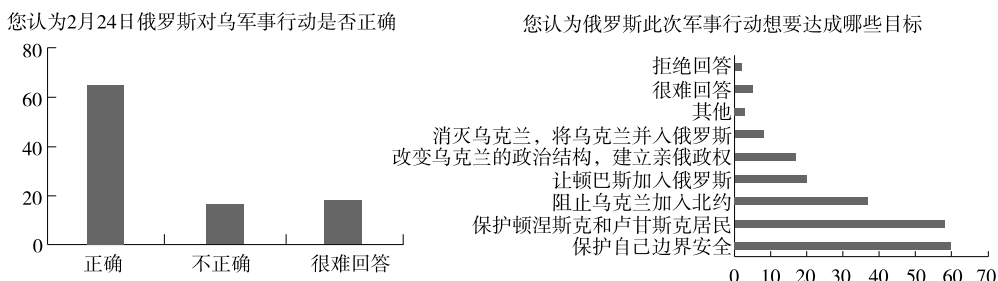 您认为2月24日俄罗斯对乌军事行动是否正确
80
60
40
20
0
正确
不正确
很难回答
您认为俄罗斯此次军事行动想要达成哪些目标
拒绝回答
很难回答
其他
消灭乌克兰，将乌克兰并入俄罗斯
改变乌克兰的政治结构，建立亲俄政权
让顿巴斯加入俄罗斯
阻止乌克兰加入北约
保护顿涅斯克和卢甘斯克居民
保护自己边界安全
0 10 20 30 40 50 60 70